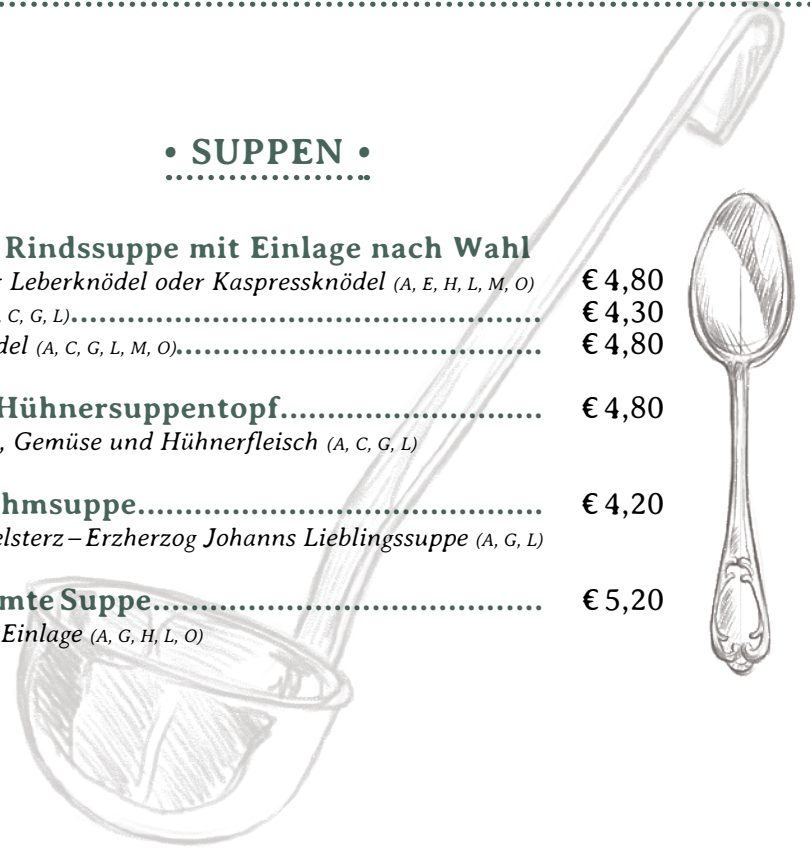 • SUPPEN •
Rindssuppe mit Einlage nach Wahl
Leberknödel oder Kaspressknödel (A, E, H, L, M, O) € 4,80
C, G, L)........ € 4,30
del (A, C, G, L, M, O)........ € 4,80
Hühnersuppentopf........ € 4,80
, Gemüse und Hühnerfleisch (A, C, G, L)
hmsuppe........ € 4,20
elsterz – Erzherzog Johanns Lieblingssuppe (A, G, L)
mte Suppe........ € 5,20
Einlage (A, G, H, L, O)